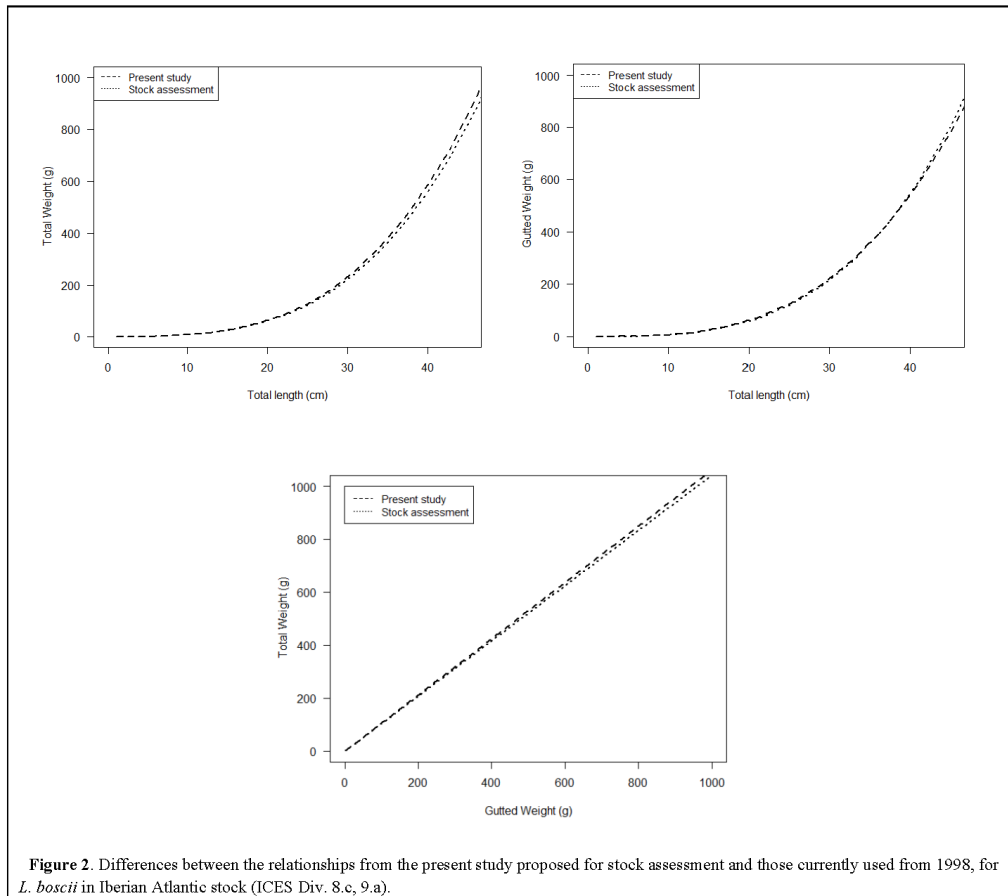 Present study
Stock assessment
1000
800
600
400
200
0
Total Weight (g)
0 10 20 30 40
Total length (cm)
Present study
Stock assessment
1000
800
600
400
200
0
Gutted Weight (g)
0 10 20 30 40
Total length (cm)
Present study
Stock assessment
1000
800
600
400
200
0
Total Weight (g)
0 200 400 600 800 1000
Gutted Weight (g)
Figure 2. Differences between the relationships from the present study proposed for stock assessment and those currently used from 1998, for
L. boscii in Iberian Atlantic stock (ICES Div. 8.c, 9.a).